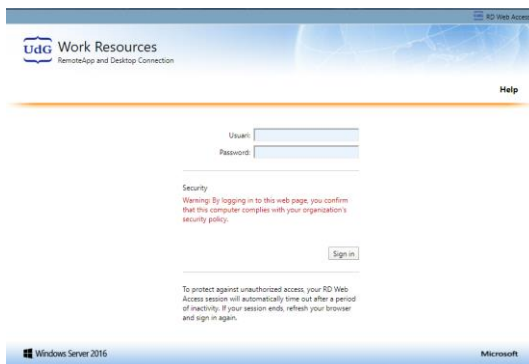 RD Web Access
UdG Work Resources
RemoteApp and Desktop Connection
Help
Usuari:
Password:
Security
Warning: By logging in to this web page, you confirm
that this computer complies with your organization's
security policy.
Sign in
To protect against unauthorized access, your RD Web
Access session will automatically time out after a period
of inactivity. If your session ends, refresh your browser
and sign in again.
Windows Server 2016
Microsoft